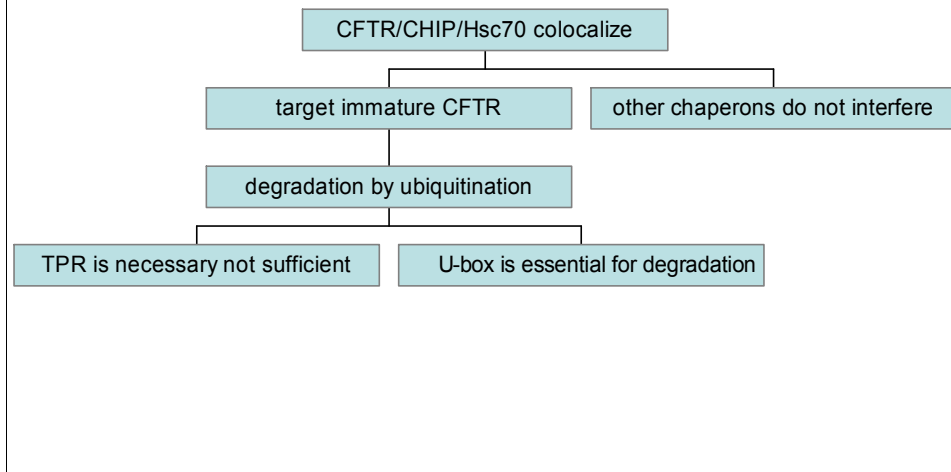 CFTR/CHIP/Hsc70 colocalize
target immature CFTR
other chaperons do not interfere
degradation by ubiquitination
TPR is necessary not sufficient
U-box is essential for degradation